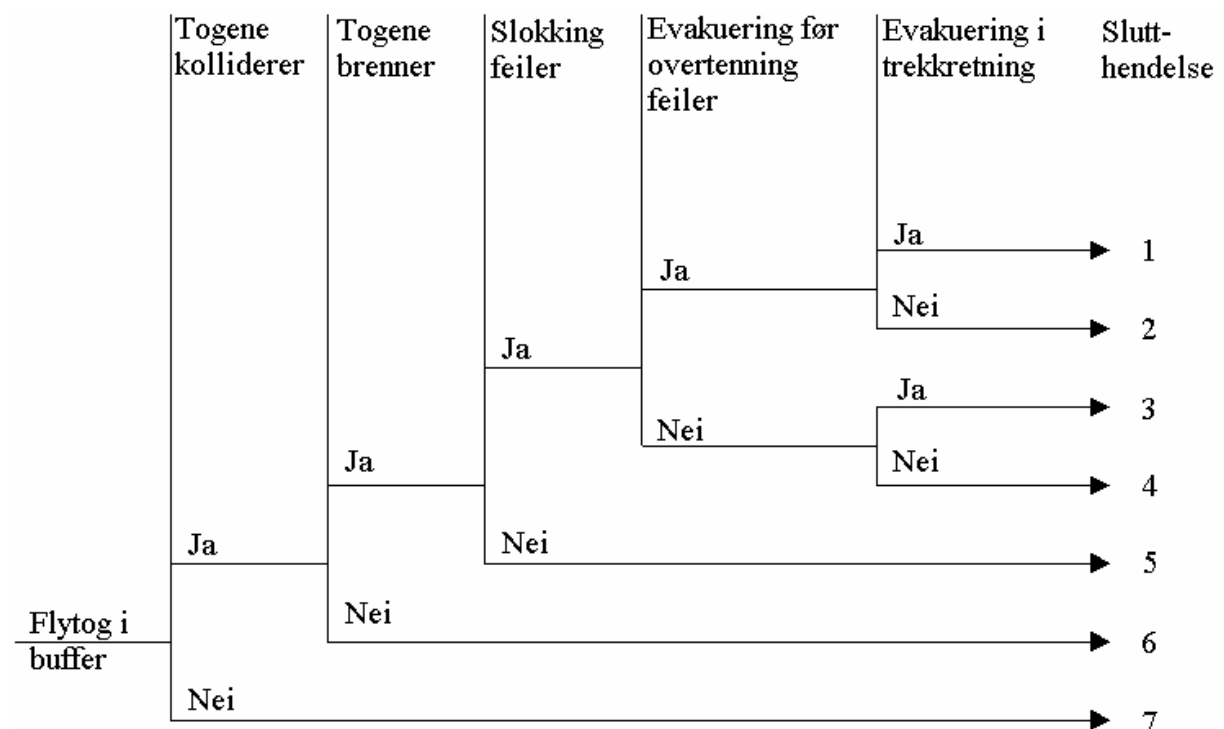 Togene
kolliderer
Togene
brenner
Slokking
feiler
Evakuering før
overtenning
feiler
Evakuering i
trekkretning
Slutt-
hendelse
Ja
1
Ja
Nei
2
Ja
Ja
3
Nei
Ja
Nei
4
Ja
Nei
5
Flytog i
buffer
Nei
6
Nei
7